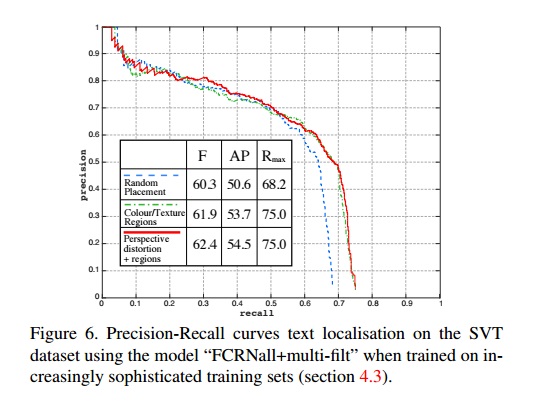 1
0.9
0.8
0.7
0.6
0.5
0.4
0.3
0.2
0.1
0
precision
F AP Rmax
Random
Placement
60.3 50.6 68.2
Colour/Texture
Regions
61.9 53.7 75.0
Perspective
distortion
+ regions
62.4 54.5 75.0
0 0.1 0.2 0.3 0.4 0.5 0.6 0.7 0.8 0.9 1
recall
Figure 6. Precision-Recall curves text localisation on the SVT
dataset using the model “FCRNall+multi-filt” when trained on in-
creasingly sophisticated training sets (section 4.3).